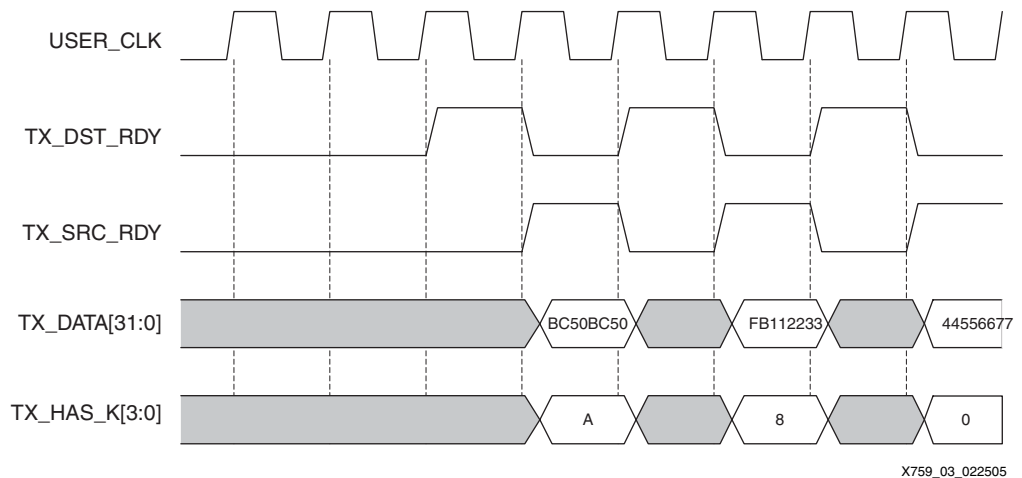 USER_CLK
TX_DST_RDY
TX_SRC_RDY
TX_DATA[31:0] BC50BC50 FB112233 44556677
TX_HAS_K[3:0] A 8 0
X759_03_022505